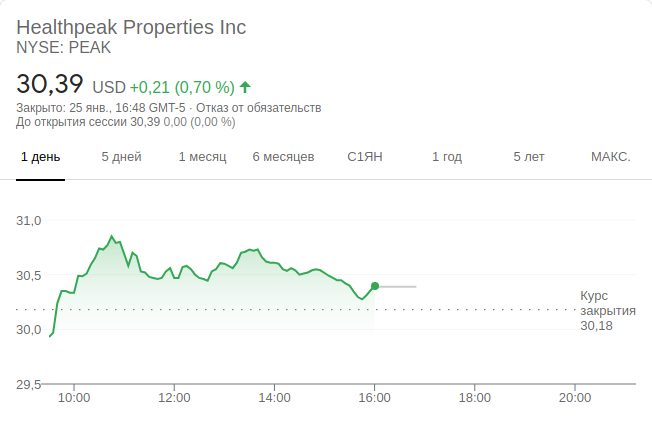 Healthpeak Properties Inc
NYSE: PEAK
30,39 USD +0,21 (0,70 %)
Закрыто: 25 янв., 16:48 GMT-5 · Отказ от обязательств
До открытия сессии 30,39 0,00 (0,00 %)
1 день 5 дней 1 месяц 6 месяцев С1ЯН 1 год 5 лет МАКС.
31,0
30,5
30,0
29,5
Курс
закрытия
30,18
10:00 12:00 14:00 16:00 18:00 20:00